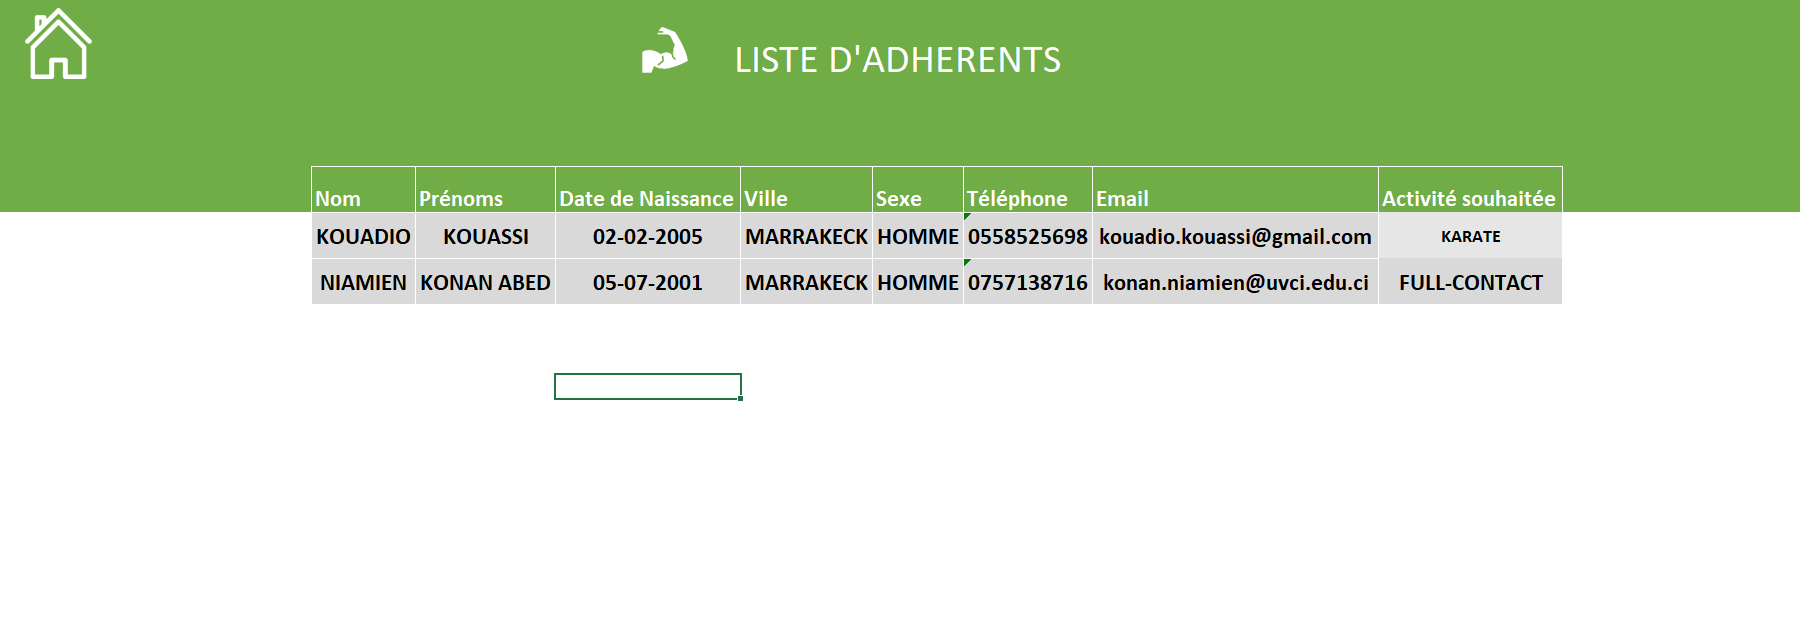 LISTE D'ADHERENTS
Nom Prénoms Date de Naissance Ville Sexe Téléphone Email Activité souhaitée
KOUADIO KOUASSI 02-02-2005 MARRAKECK HOMME 0558525698 kouadio.kouassi@gmail.com KARATE
NIAMIEN KONAN ABED 05-07-2001 MARRAKECK HOMME 0757138716 konan.niamien@uvci.edu.ci FULL-CONTACT